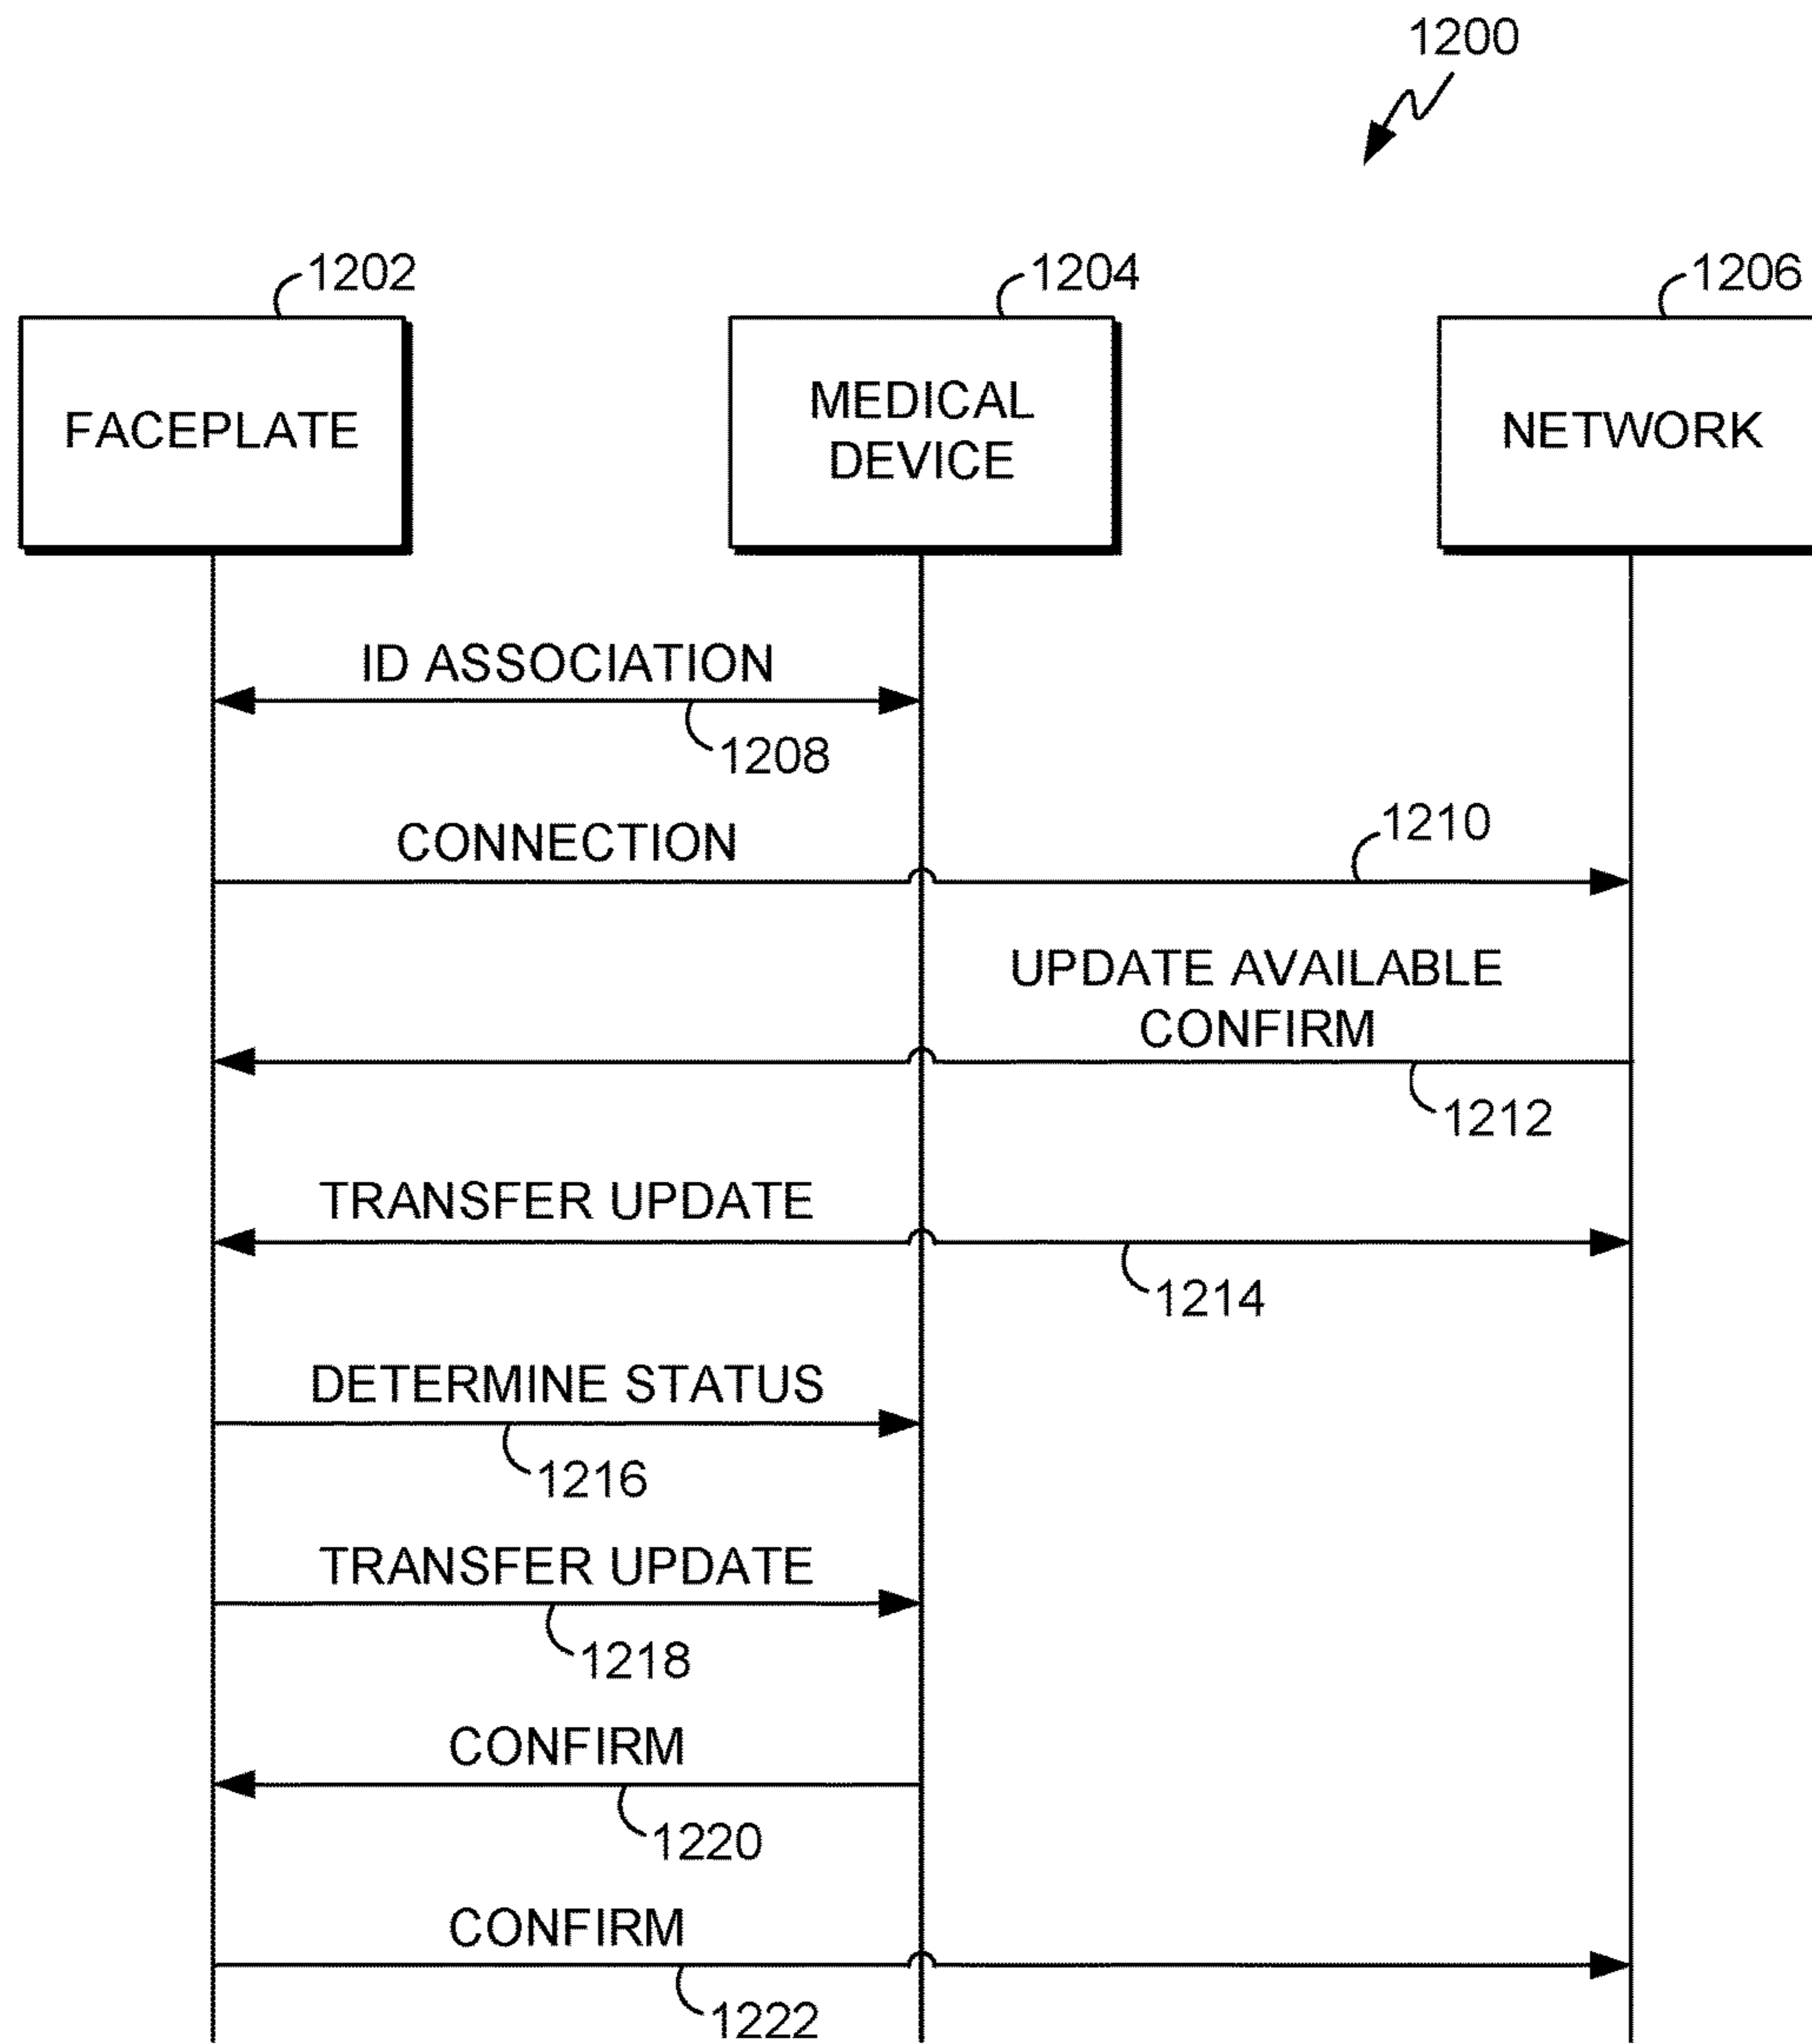 1200
1202
1204
1206
FACEPLATE
MEDICAL
DEVICE
NETWORK
ID ASSOCIATION
1208
CONNECTION
1210
UPDATE AVAILABLE
CONFIRM
1212
TRANSFER UPDATE
1214
DETERMINE STATUS
1216
TRANSFER UPDATE
1218
CONFIRM
1220
CONFIRM
1222